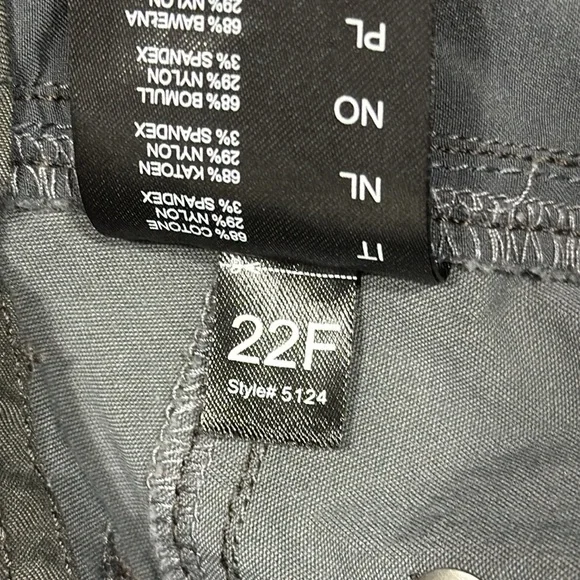 IT
68% COTONE
29% NYLON
3% SPANDEX
NL
68% KATOEN
29% NYLON
3% SPANDEX
NO
68% BOMULL
29% NYLON
3% SPANDEX
PL
68% BAWEŁNA
29% NYLON
22F
Style# 5124